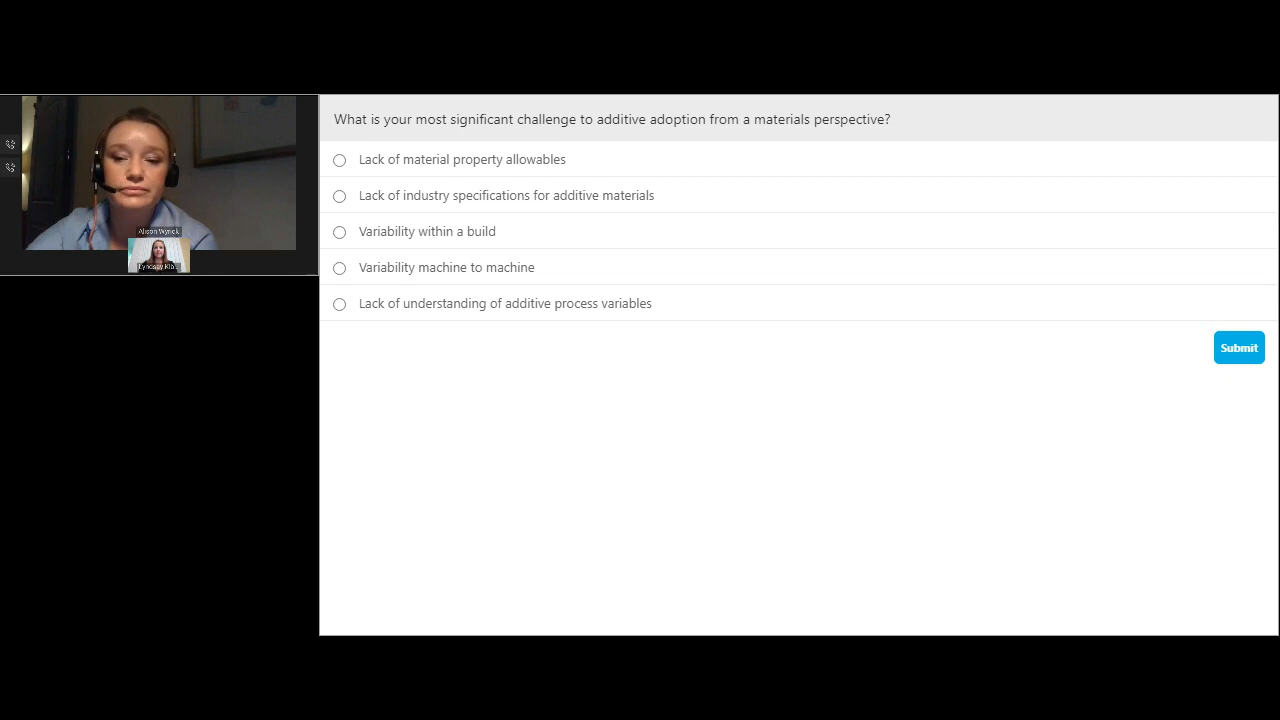 Alison Wyrick
Lyndsay Kib...
What is your most significant challenge to additive adoption from a materials perspective?
Lack of material property allowables
Lack of industry specifications for additive materials
Variability within a build
Variability machine to machine
Lack of understanding of additive process variables
Submit